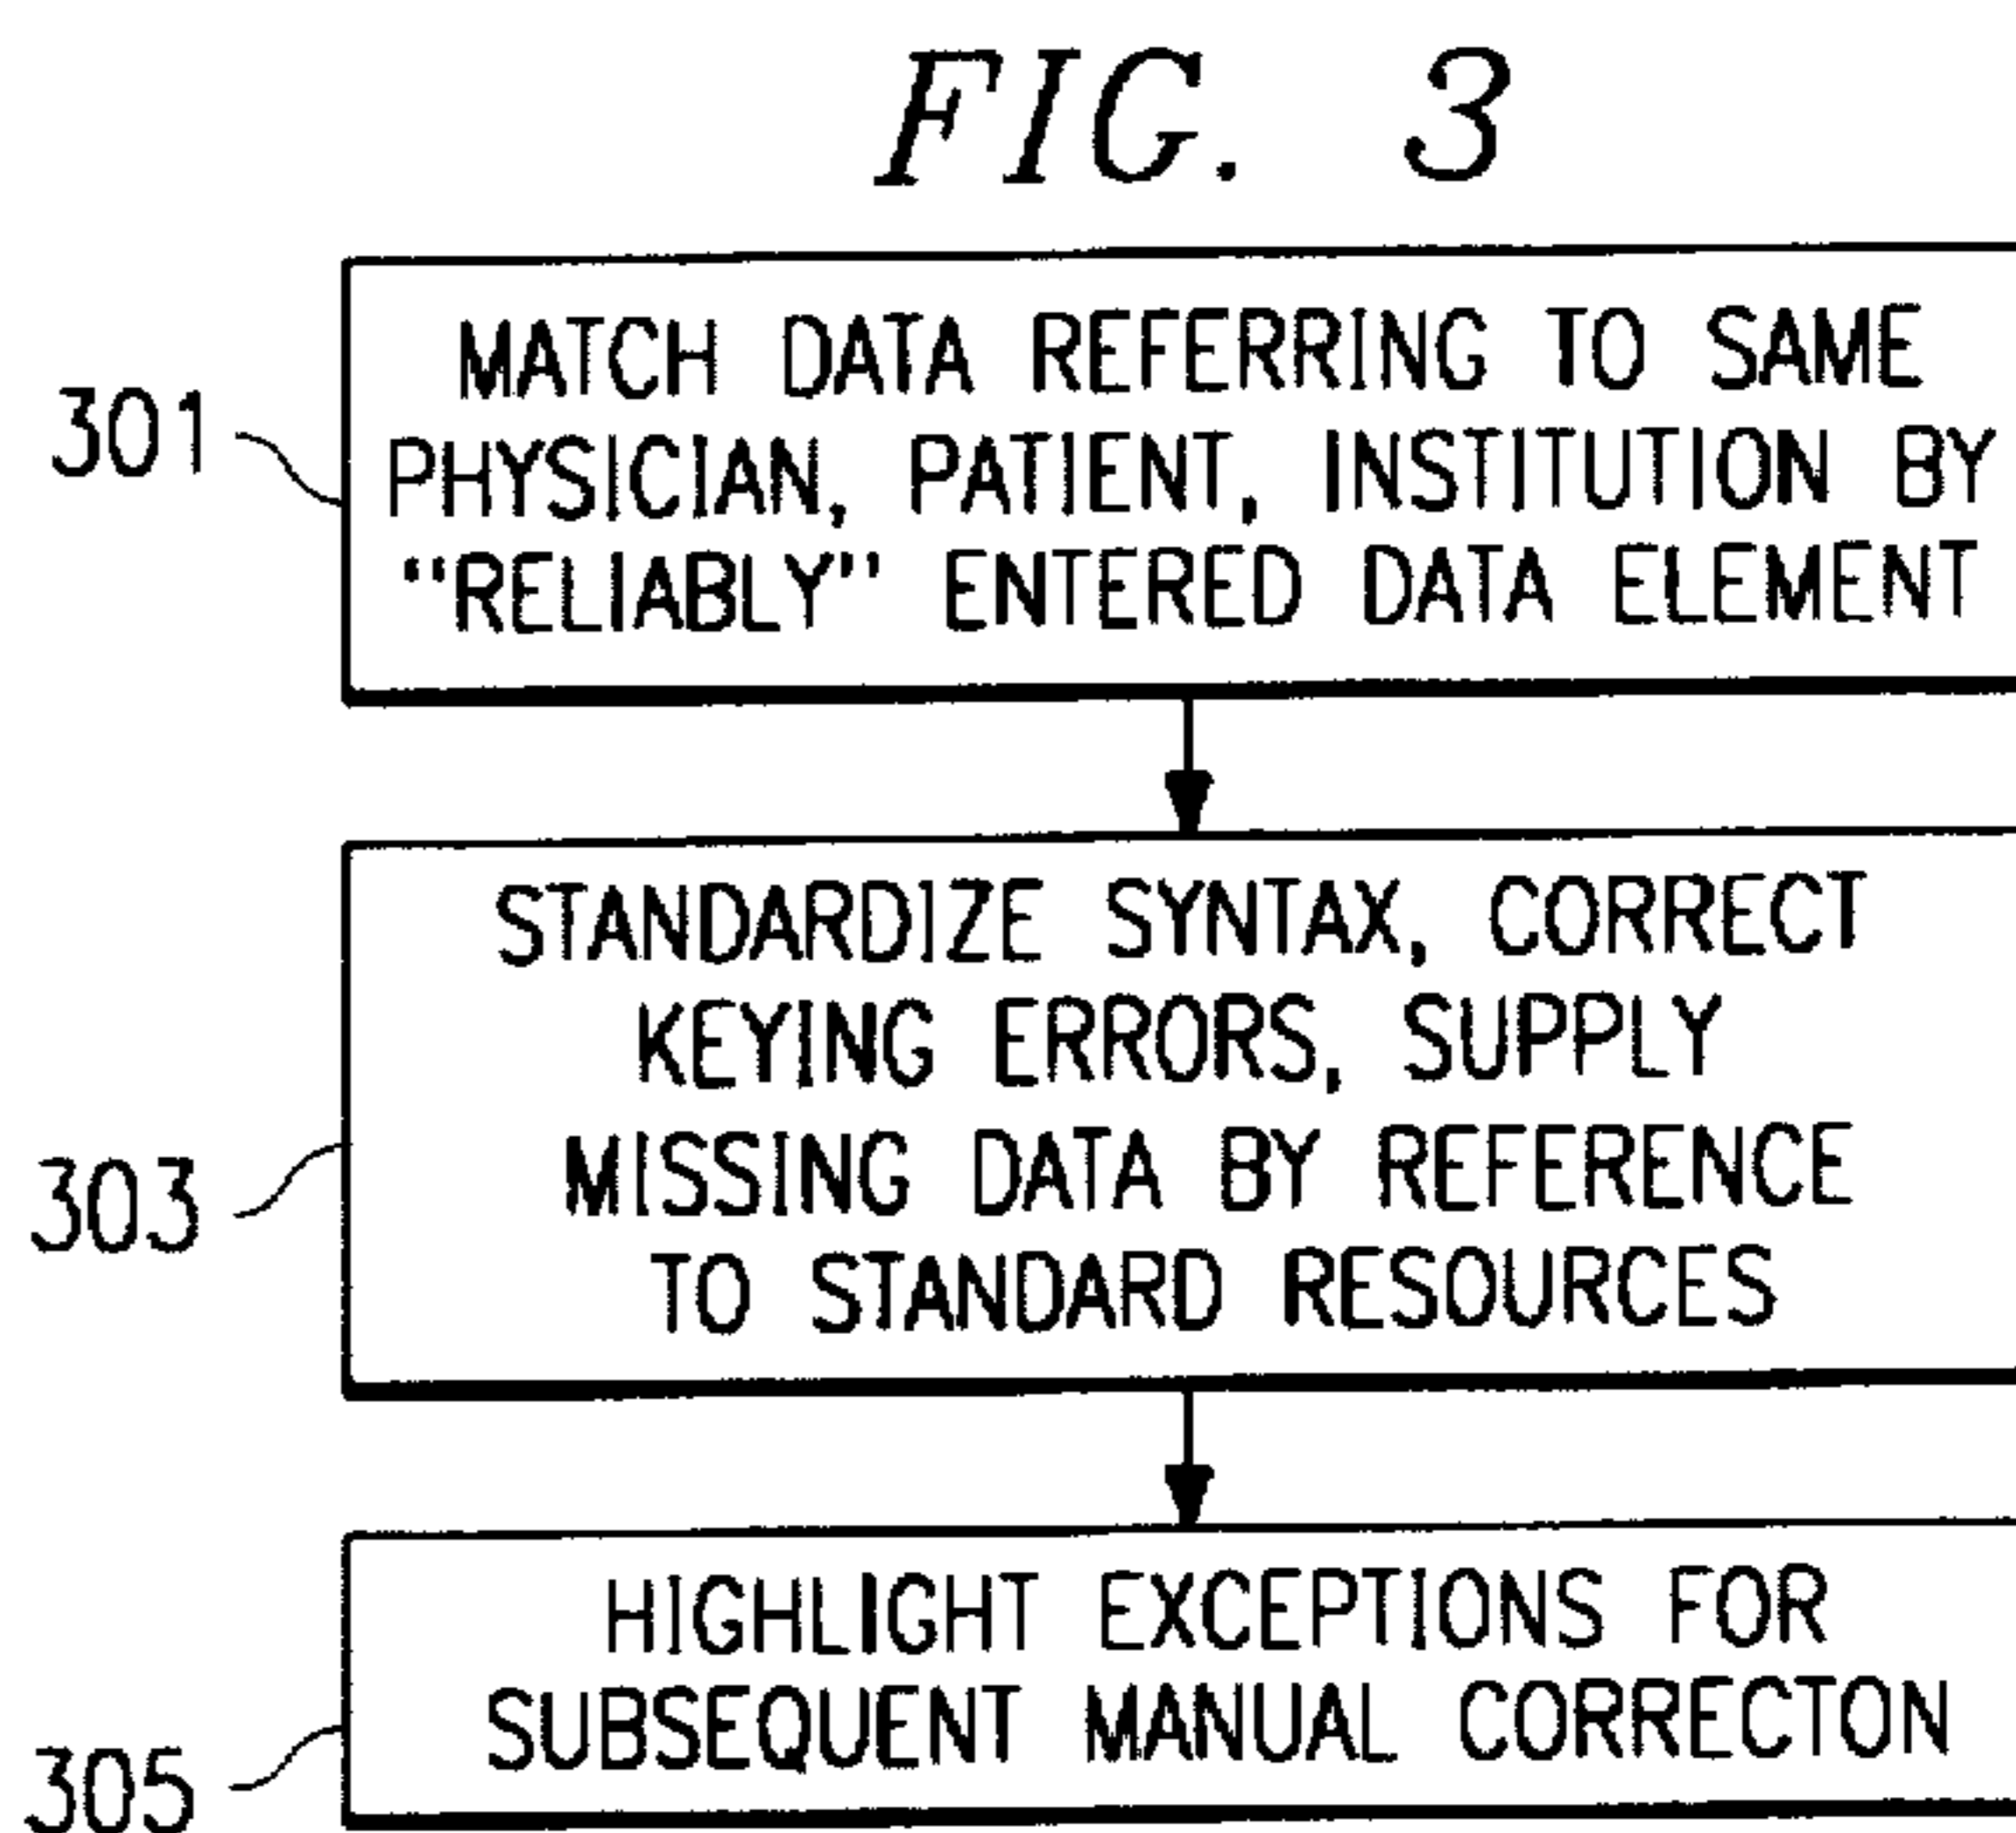 FIG. 3
301
MATCH DATA REFERRING TO SAME
PHYSICIAN, PATIENT, INSTITUTION BY
"RELIABLY" ENTERED DATA ELEMENT
303
STANDARDIZE SYNTAX, CORRECT
KEYING ERRORS, SUPPLY
MISSING DATA BY REFERENCE
TO STANDARD RESOURCES
305
HIGHLIGHT EXCEPTIONS FOR
SUBSEQUENT MANUAL CORRECTON